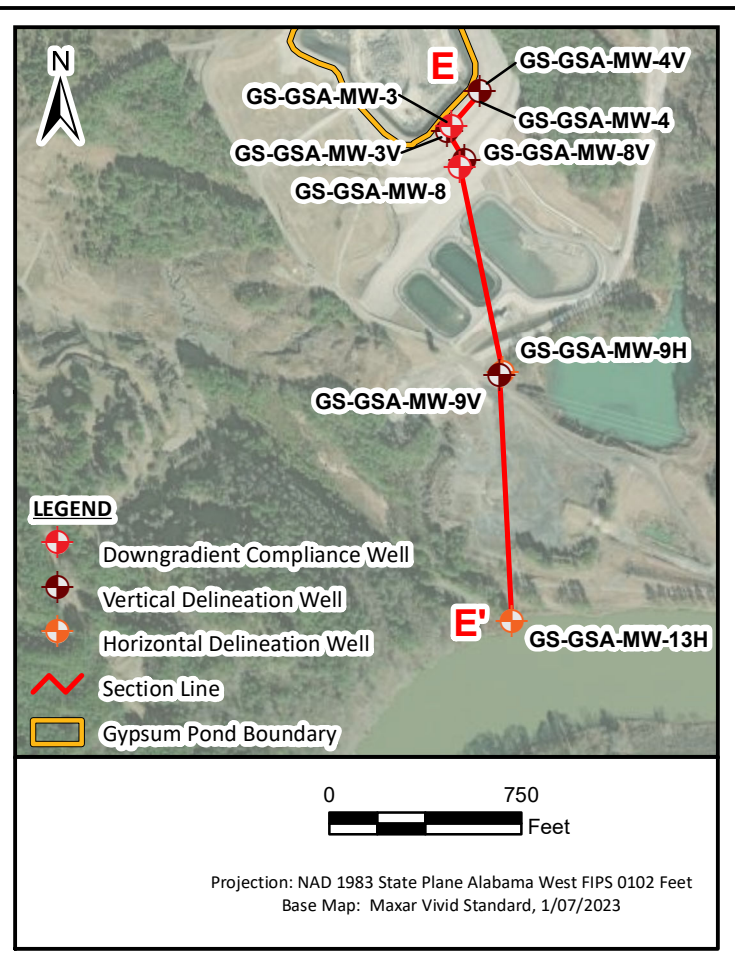 N
E
GS-GSA-MW-4V
GS-GSA-MW-3
GS-GSA-MW-4
GS-GSA-MW-3V
GS-GSA-MW-8V
GS-GSA-MW-8
GS-GSA-MW-9H
GS-GSA-MW-9V
LEGEND
Downgradient Compliance Well
Vertical Delineation Well
Horizontal Delineation Well
Section Line
Gypsum Pond Boundary
E'
GS-GSA-MW-13H
0 750
Feet
Projection: NAD 1983 State Plane Alabama West FIPS 0102 Feet
Base Map: Maxar Vivid Standard, 1/07/2023